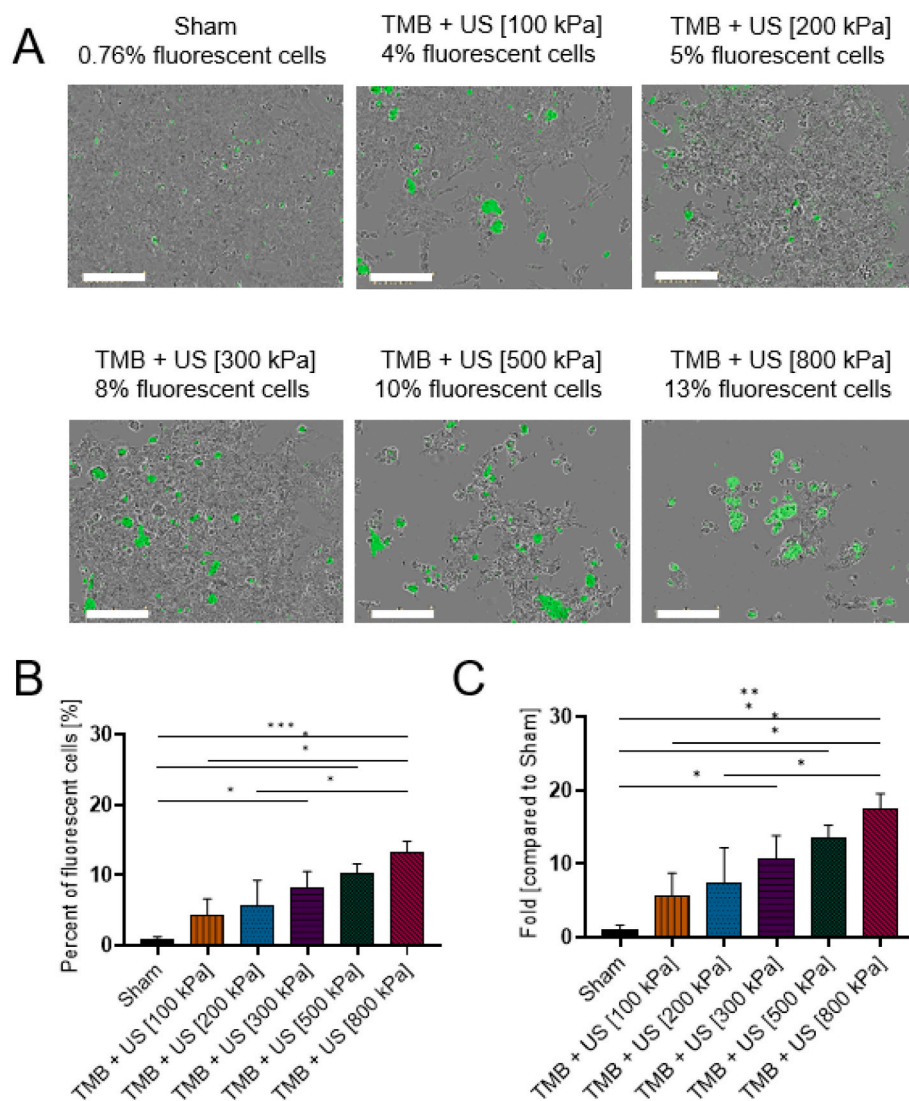 A
Sham
0.76% fluorescent cells
TMB + US [100 kPa]
4% fluorescent cells
TMB + US [200 kPa]
5% fluorescent cells
TMB + US [300 kPa]
8% fluorescent cells
TMB + US [500 kPa]
10% fluorescent cells
TMB + US [800 kPa]
13% fluorescent cells
B
Percent of fluorescent cells [%]
30
20
10
0
***
*
*
*
*
Sham
TMB + US [100 kPa]
TMB + US [200 kPa]
TMB + US [300 kPa]
TMB + US [500 kPa]
TMB + US [800 kPa]
C
Fold [compared to Sham]
30
20
10
0
**
*
*
*
*
*
Sham
TMB + US [100 kPa]
TMB + US [200 kPa]
TMB + US [300 kPa]
TMB + US [500 kPa]
TMB + US [800 kPa]